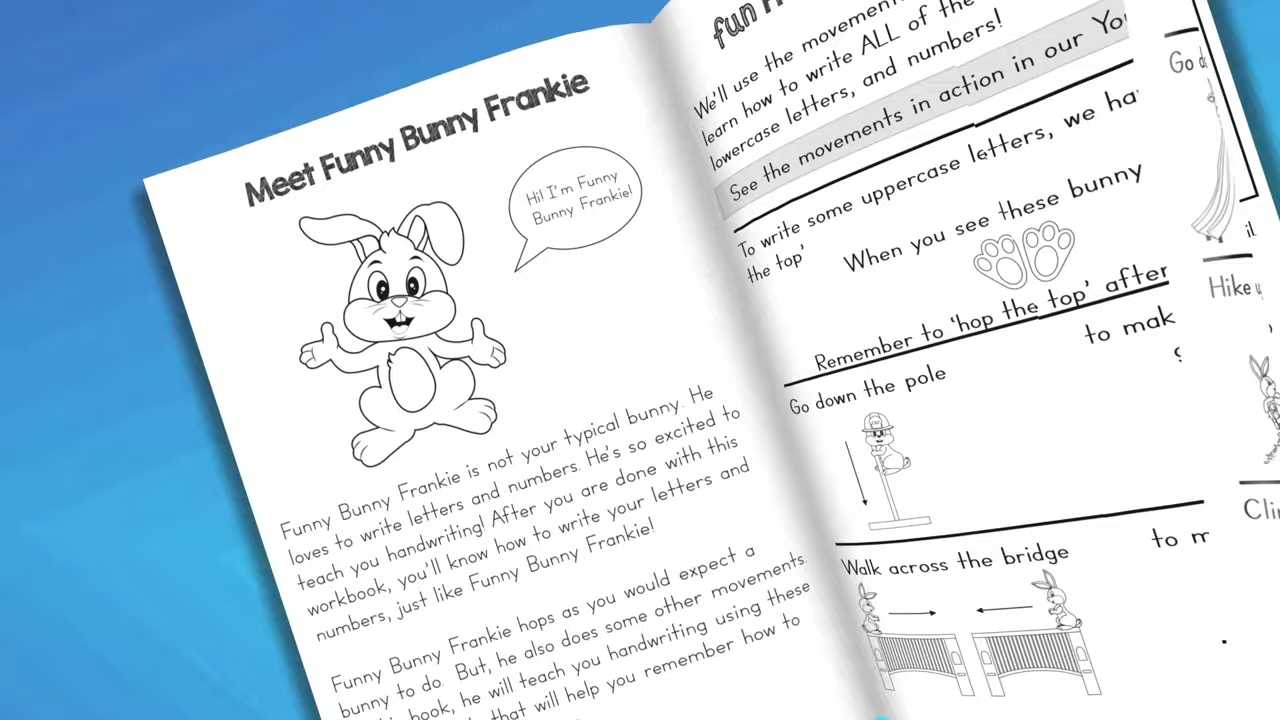 Meet Funny Bunny Frankie
Hi! I'm Funny
Bunny Frankie!
Funny Bunny Frankie is not your typical bunny. He
loves to write letters and numbers. He's so excited to
teach you handwriting! After you are done with this
workbook, you'll know how to write your letters and
numbers, just like Funny Bunny Frankie!
Funny Bunny Frankie hops as you would expect a
bunny to do. But, he also does some other movements.
book, he will teach you handwriting using these
that will help you remember how to
fun
We'll use the movements
learn how to write ALL of the
lowercase letters, and numbers!
See the movements in action in our
To write some uppercase letters, we
the top'
When you see these bunny
Remember to 'hop the top' after
to
Go down the pole
to
Walk across the bridge
Go
Hike